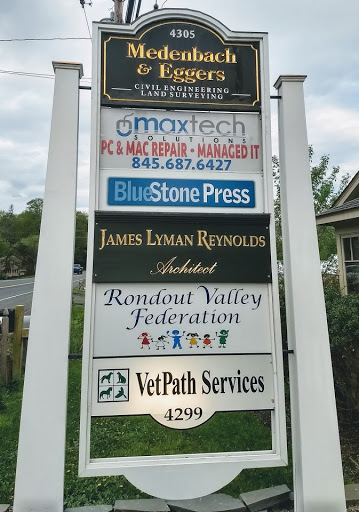 4305
Medenbach
& Eggers
CIVIL ENGINEERING
LAND SURVEYING
maxtech
SOLUTIONS
PC & MAC REPAIR • MANAGED IT
845.687.6427
BlueStone Press
JAMES LYMAN REYNOLDS
Architect
Rondout Valley
Federation
VetPath Services
4299